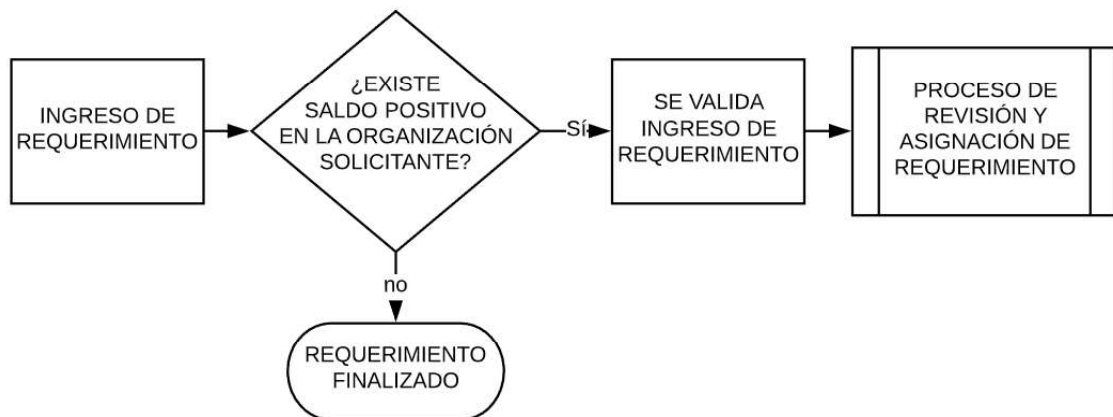 INGRESO DE
REQUERIMIENTO
¿EXISTE
SALDO POSITIVO
EN LA ORGANIZACIÓN
SOLICITANTE?
Sí
SE VALIDA
INGRESO DE
REQUERIMIENTO
PROCESO DE
REVISIÓN Y
ASIGNACIÓN DE
REQUERIMIENTO
no
REQUERIMIENTO
FINALIZADO